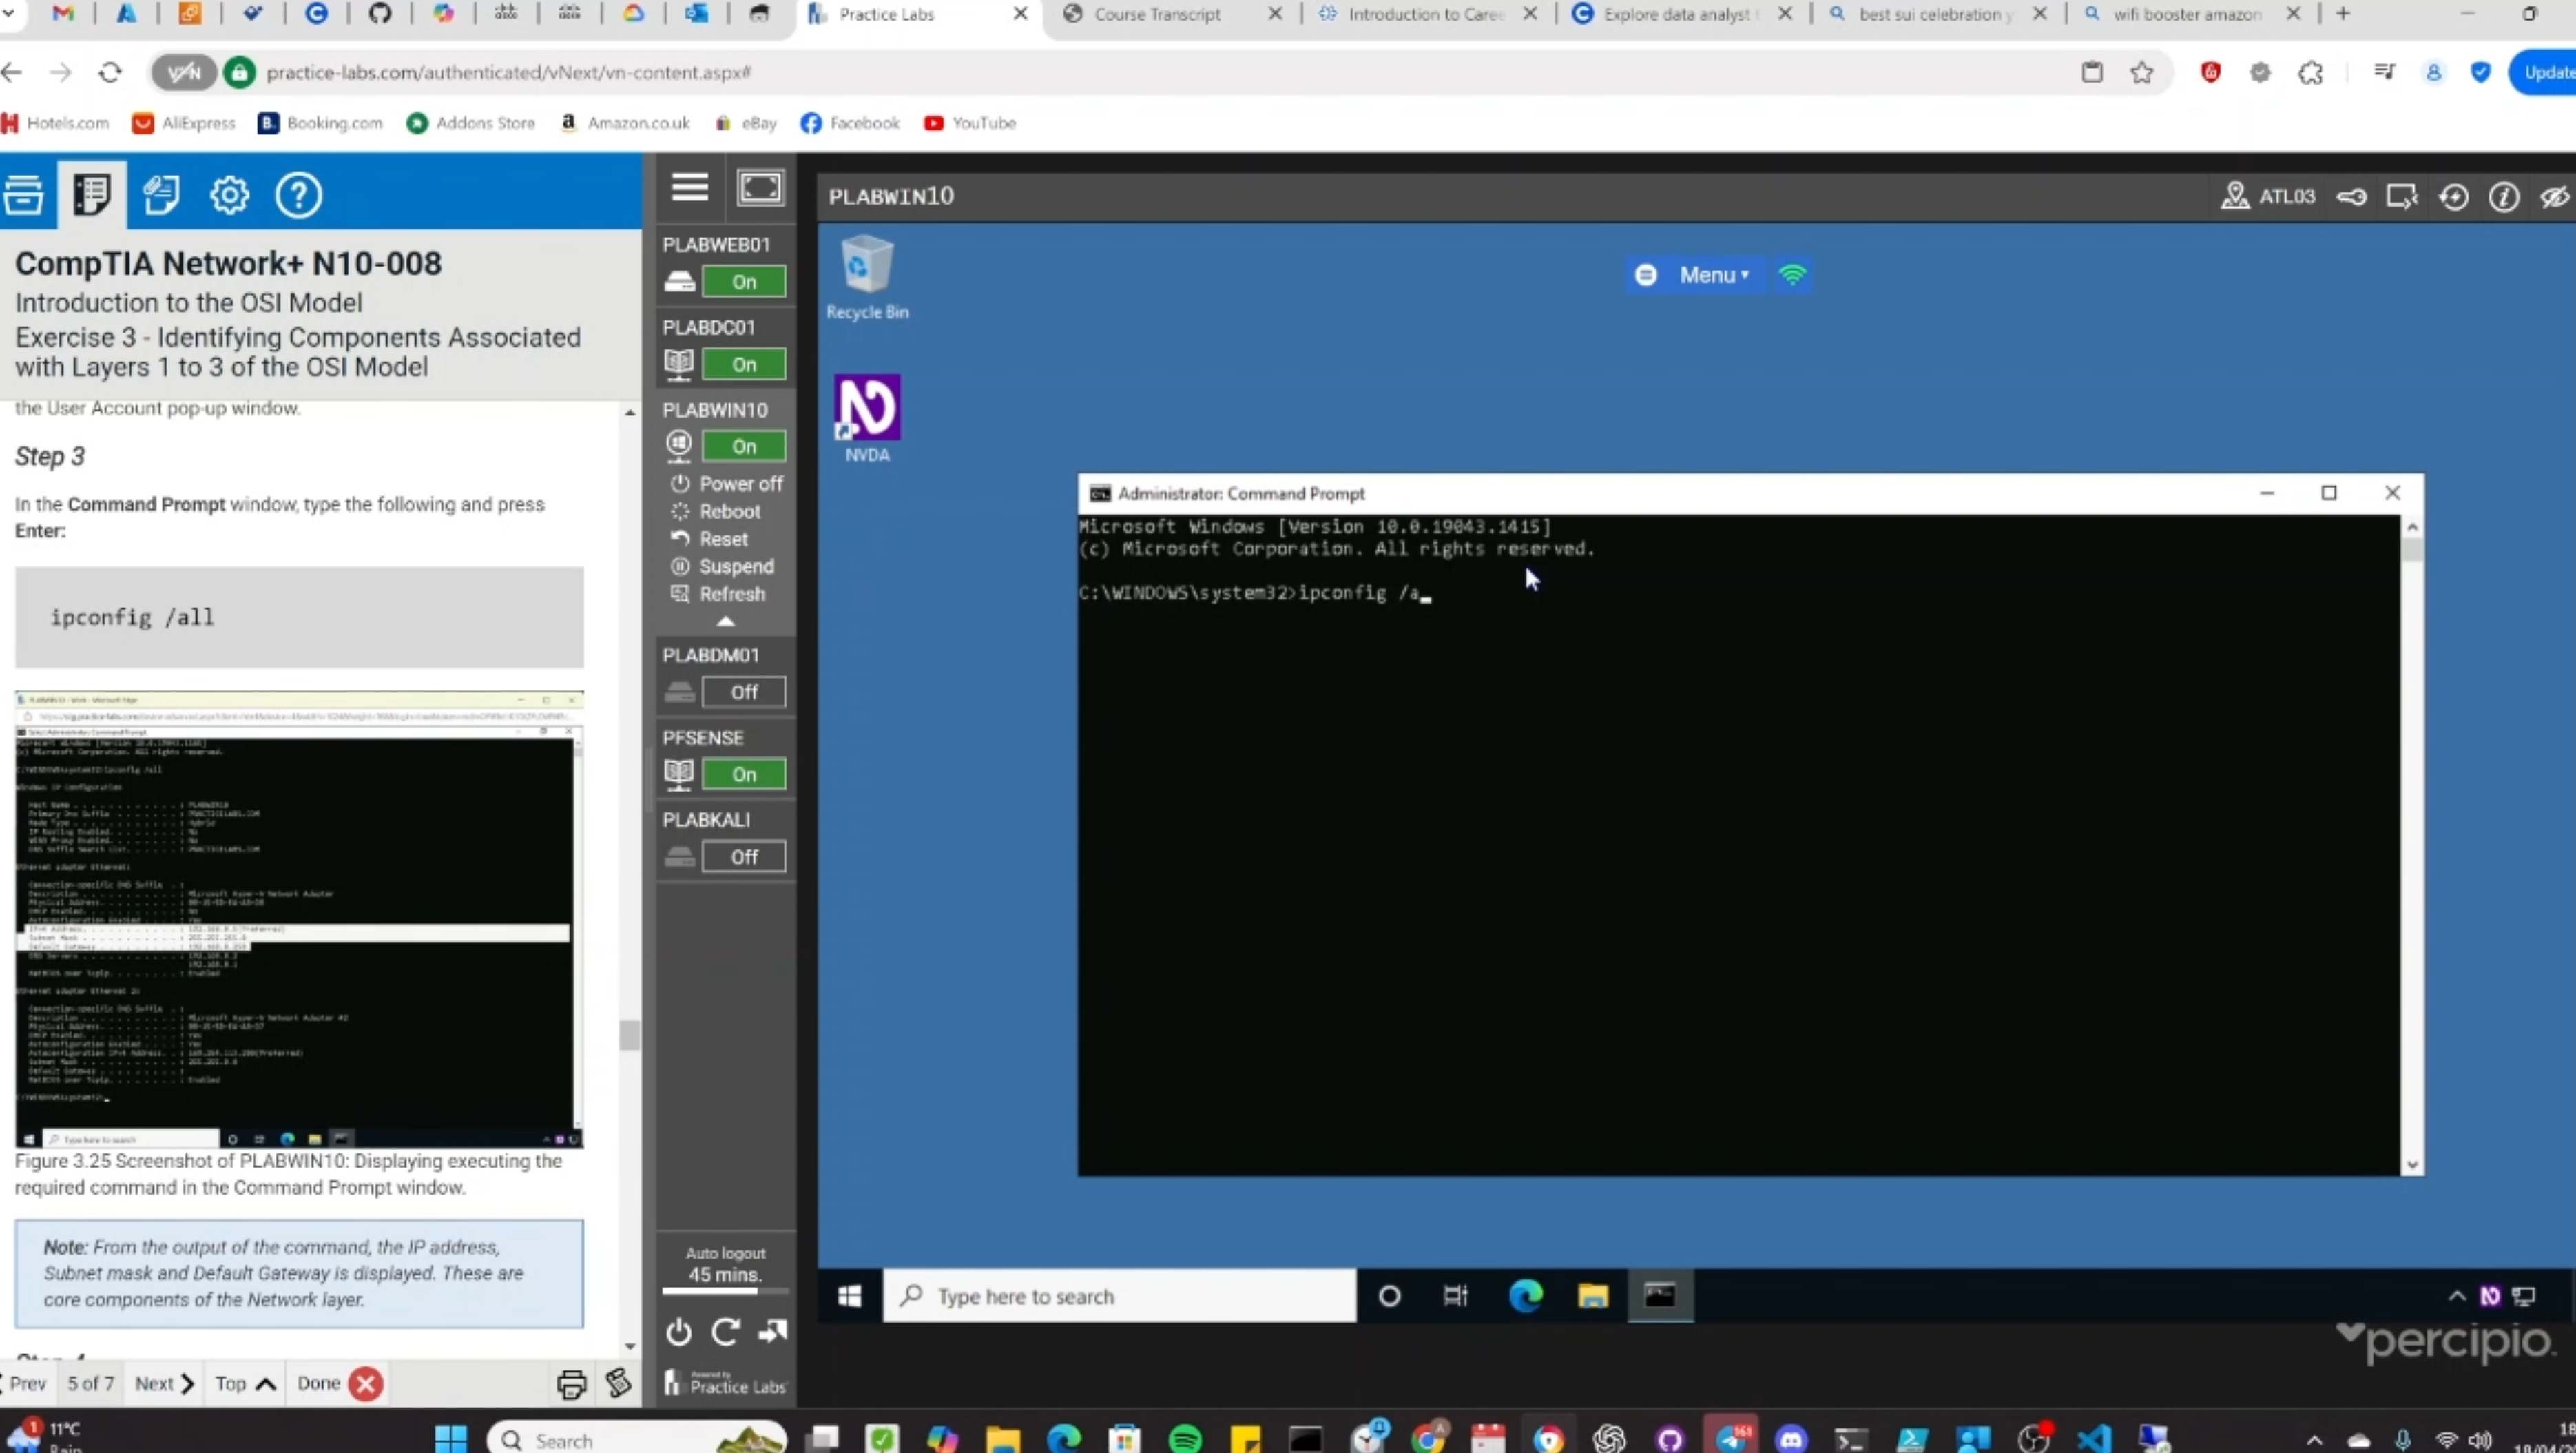 Practice Labs
Course Transcript
Introduction to Caree
Explore data analyst t
best sui celebration y
wifi booster amazon
VPN
practice-labs.com/authenticated/vNext/vn-content.aspx#
Update
Hotels.com
AliExpress
Booking.com
Addons Store
Amazon.co.uk
eBay
Facebook
YouTube
CompTIA Network+ N10-008
Introduction to the OSI Model
Exercise 3 - Identifying Components Associated
with Layers 1 to 3 of the OSI Model
the User Account pop-up window.
Step 3
In the Command Prompt window, type the following and press
Enter:
ipconfig /all
Figure 3.25 Screenshot of PLABWIN10: Displaying executing the
required command in the Command Prompt window.
Note: From the output of the command, the IP address,
Subnet mask and Default Gateway is displayed. These are
core components of the Network layer.
Prev
5 of 7
Next
Top
Done
PLABWEB01
On
PLABDC01
On
PLABWIN10
On
Power off
Reboot
Reset
Suspend
Refresh
PLABDM01
Off
PFSENSE
On
PLABKALI
Off
Auto logout
45 mins.
Powered by
Practice Labs
PLABWIN10
ATL03
Recycle Bin
Menu
NVDA
Administrator: Command Prompt
Microsoft Windows [Version 10.0.19043.1415]
(c) Microsoft Corporation. All rights reserved.
C:\WINDOWS\system32>ipconfig /a
Type here to search
percipio.
1
11°C
Rain
Search
561